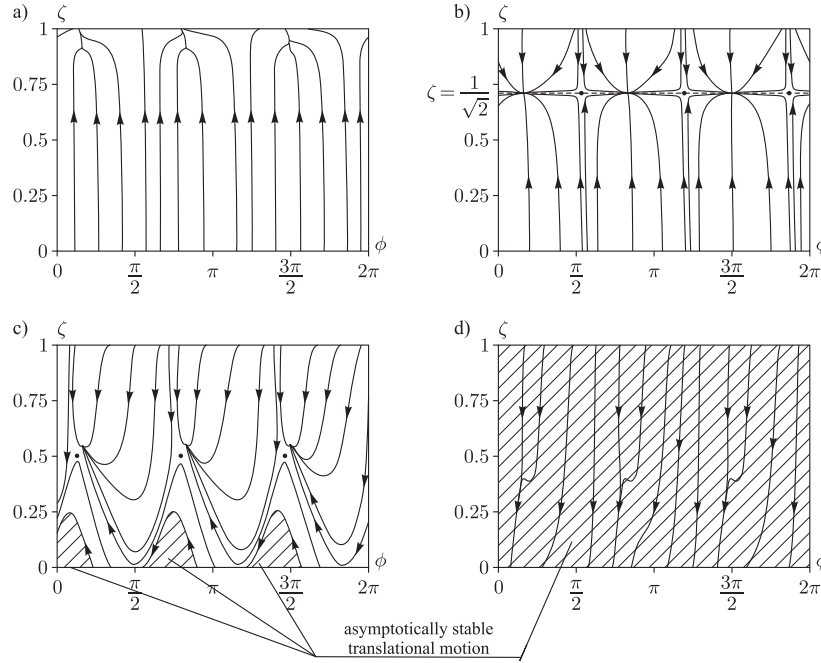 a)
ζ
1
0.75
0.5
0.25
0
0
π/2
π
3π/2
2π
ϕ
b)
ζ
1
ζ = 1/√2
0.5
0.25
0
0
π/2
π
3π/2
2π
ϕ
c)
ζ
1
0.75
0.5
0.25
0
0
π/2
π
3π/2
2π
ϕ
d)
ζ
1
0.75
0.5
0.25
0
0
π/2
π
3π/2
2π
ϕ
asymptotically stable
translational motion